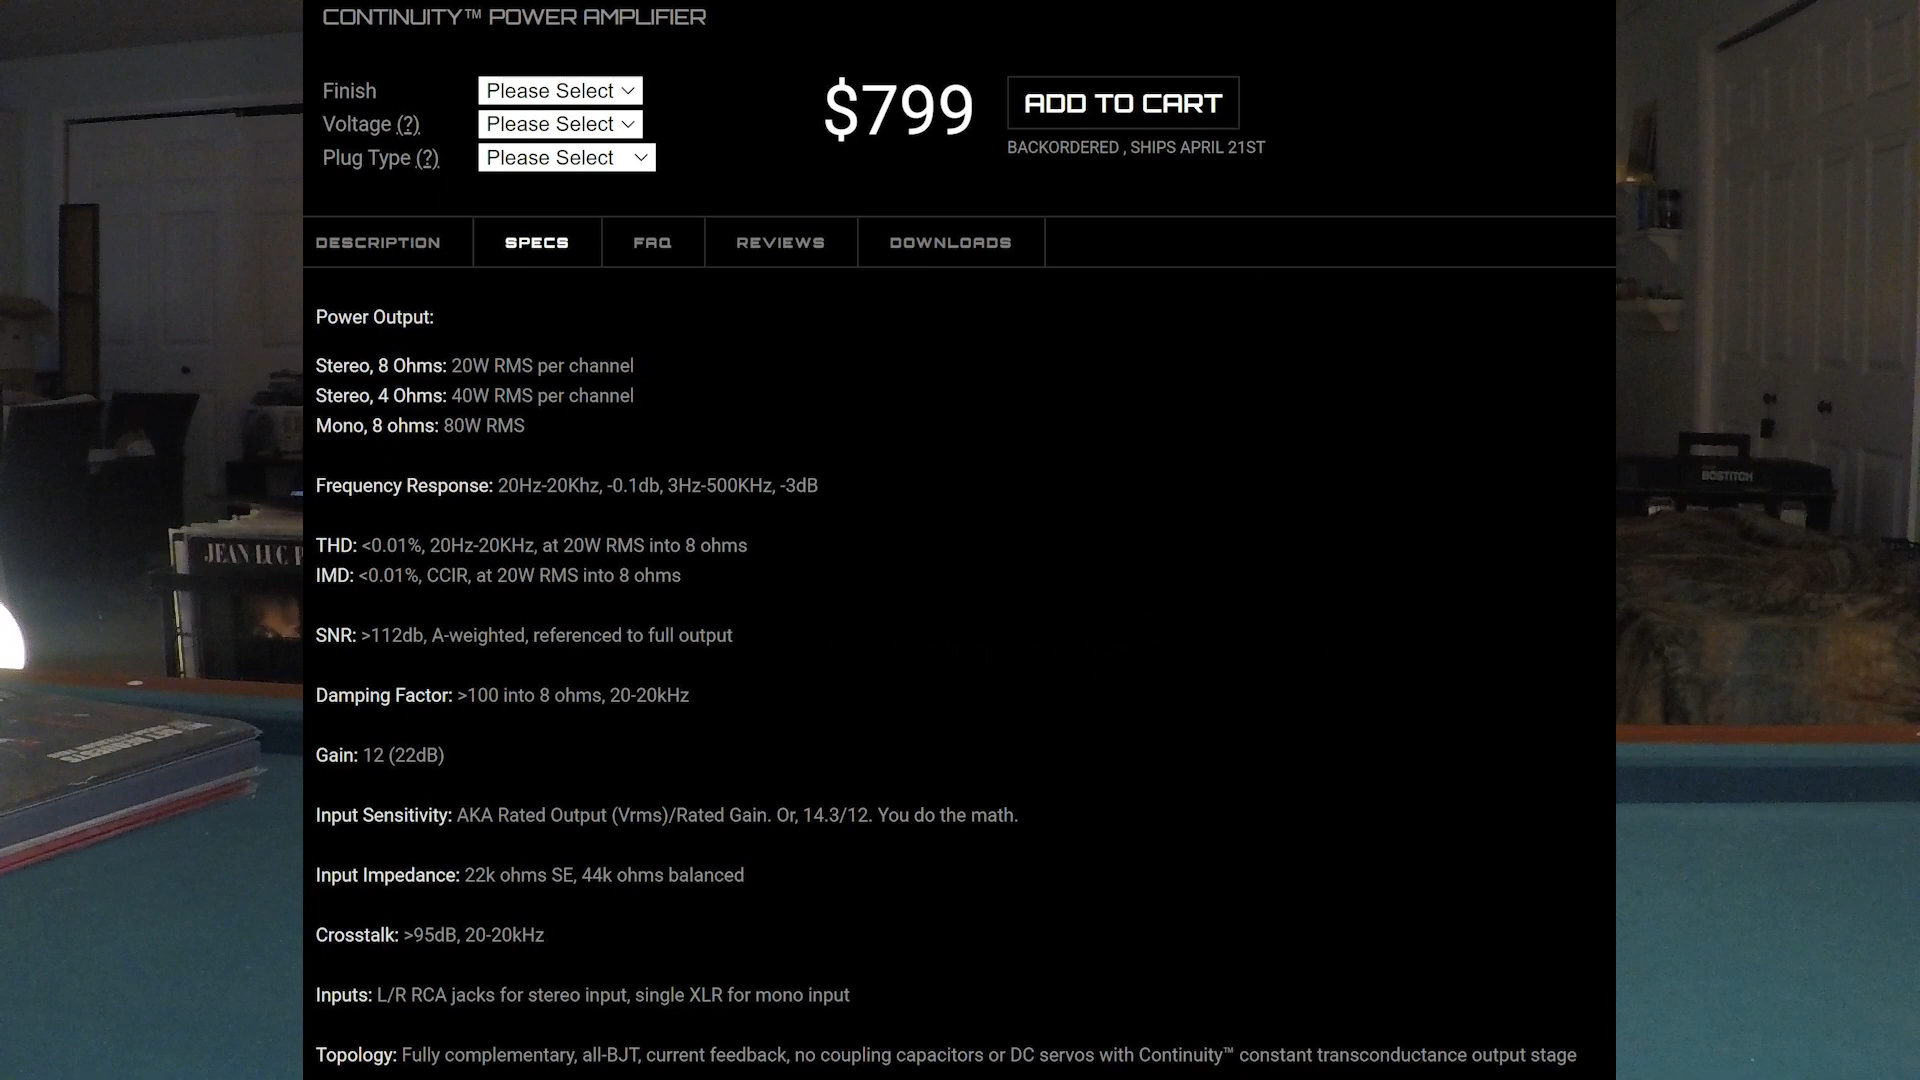 CONTINUITY™ POWER AMPLIFIER
Finish Please Select
Voltage (?) Please Select
Plug Type (?) Please Select
$799
ADD TO CART
BACKORDERED , SHIPS APRIL 21ST
DESCRIPTION SPECS FAQ REVIEWS DOWNLOADS
Power Output:
Stereo, 8 Ohms: 20W RMS per channel
Stereo, 4 Ohms: 40W RMS per channel
Mono, 8 ohms: 80W RMS
Frequency Response: 20Hz-20Khz, -0.1db, 3Hz-500KHz, -3dB
THD: <0.01%, 20Hz-20KHz, at 20W RMS into 8 ohms
IMD: <0.01%, CCIR, at 20W RMS into 8 ohms
SNR: >112db, A-weighted, referenced to full output
Damping Factor: >100 into 8 ohms, 20-20kHz
Gain: 12 (22dB)
Input Sensitivity: AKA Rated Output (Vrms)/Rated Gain. Or, 14.3/12. You do the math.
Input Impedance: 22k ohms SE, 44k ohms balanced
Crosstalk: >95dB, 20-20kHz
Inputs: L/R RCA jacks for stereo input, single XLR for mono input
Topology: Fully complementary, all-BJT, current feedback, no coupling capacitors or DC servos with Continuity™ constant transconductance output stage
BOSTITCH
JEAN LUC